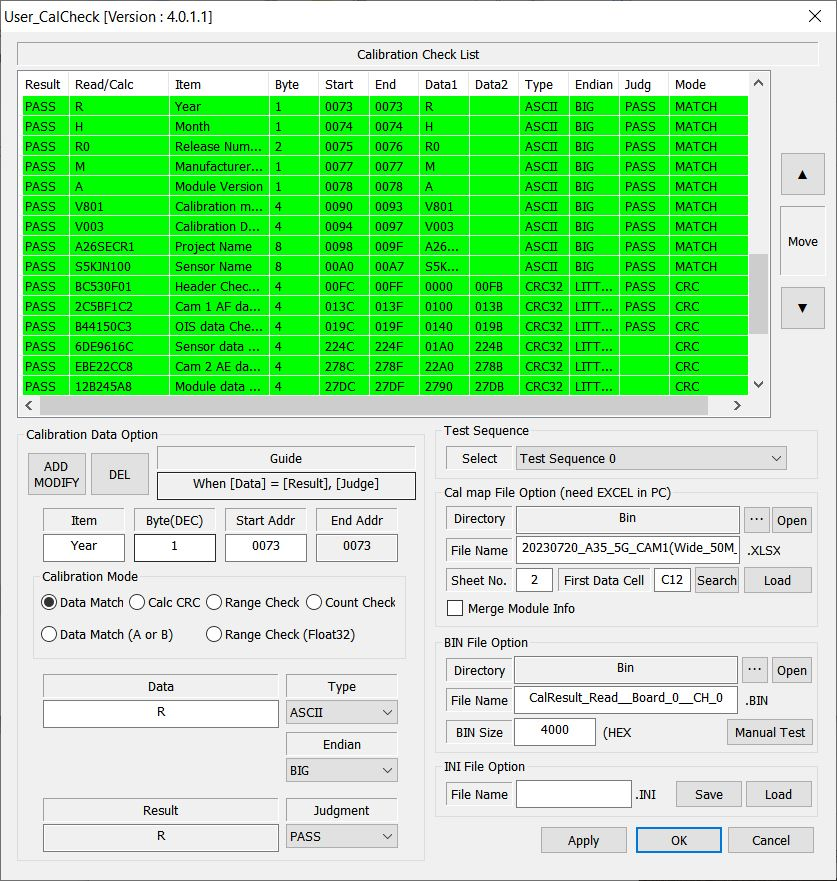 User_CalCheck [Version : 4.0.1.1]
Calibration Check List
Result Read/Calc Item Byte Start End Data1 Data2 Type Endian Judg Mode
PASS R Year 1 0073 0073 R ASCII BIG PASS MATCH
PASS H Month 1 0074 0074 H ASCII BIG PASS MATCH
PASS R0 Release Num... 2 0075 0076 R0 ASCII BIG PASS MATCH
PASS M Manufacturer... 1 0077 0077 M ASCII BIG PASS MATCH
PASS A Module Version 1 0078 0078 A ASCII BIG PASS MATCH
PASS V801 Calibration m... 4 0090 0093 V801 ASCII BIG PASS MATCH
PASS V003 Calibration D... 4 0094 0097 V003 ASCII BIG PASS MATCH
PASS A26SECR1 Project Name 8 0098 009F A26... ASCII BIG PASS MATCH
PASS S5KJN100 Sensor Name 8 00A0 00A7 S5K... ASCII BIG PASS MATCH
PASS BC530F01 Header Chec... 4 00FC 00FF 0000 00FB CRC32 LITT... PASS CRC
PASS 2C5BF1C2 Cam 1 AF da... 4 013C 013F 0100 013B CRC32 LITT... PASS CRC
PASS B44150C3 OIS data Che... 4 019C 019F 0140 019B CRC32 LITT... PASS CRC
PASS 6DE9616C Sensor data ... 4 224C 224F 01A0 224B CRC32 LITT... CRC
PASS EBE22CC8 Cam 2 AE da... 4 278C 278F 22A0 278B CRC32 LITT... CRC
PASS 12B245A8 Module data ... 4 27DC 27DF 2790 27DB CRC32 LITT... CRC
▲
Move
▼
Calibration Data Option
ADD
MODIFY
DEL
Guide
When [Data] = [Result], [Judge]
Item Byte(DEC) Start Addr End Addr
Year 1 0073 0073
Calibration Mode
Data Match Calc CRC Range Check Count Check
Data Match (A or B) Range Check (Float32)
Data Type
R ASCII
Endian
BIG
Result Judgment
R PASS
Test Sequence
Select Test Sequence 0
Cal map File Option (need EXCEL in PC)
Directory Bin ... Open
File Name 20230720_A35_5G_CAM1(Wide_50M_ .XLSX
Sheet No. 2 First Data Cell C12 Search Load
Merge Module Info
BIN File Option
Directory Bin ... Open
File Name CalResult_Read__Board_0__CH_0 .BIN
BIN Size 4000 (HEX Manual Test
INI File Option
File Name .INI Save Load
Apply OK Cancel